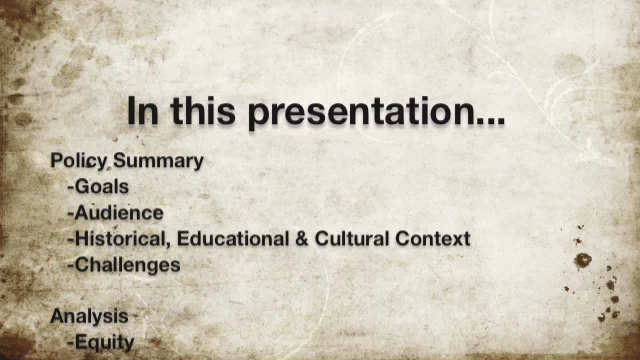 In this presentation...
Policy Summary
-Goals
-Audience
-Historical, Educational & Cultural Context
-Challenges
Analysis
-Equity